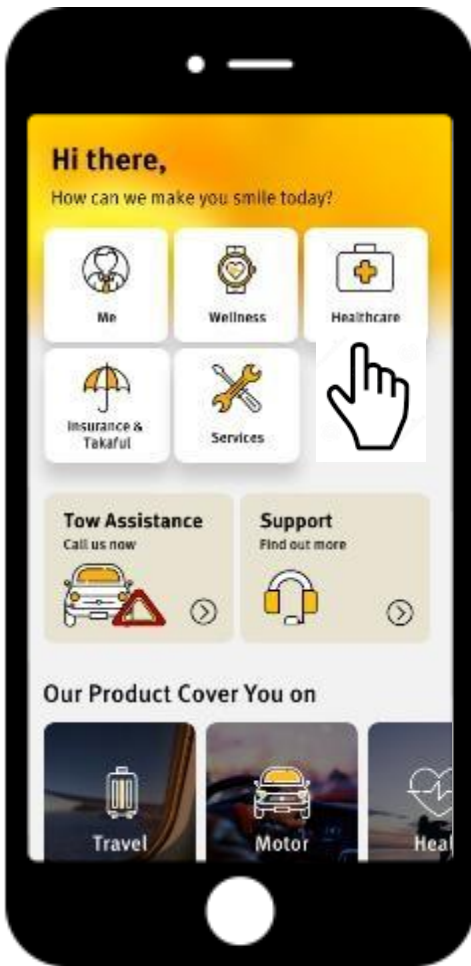 Hi there,
How can we make you smile today?
Me
Wellness
Healthcare
Insurance &
Takaful
Services
Tow Assistance
Call us now
Support
Find out more
Our Product Cover You on
Travel
Motor
Heal